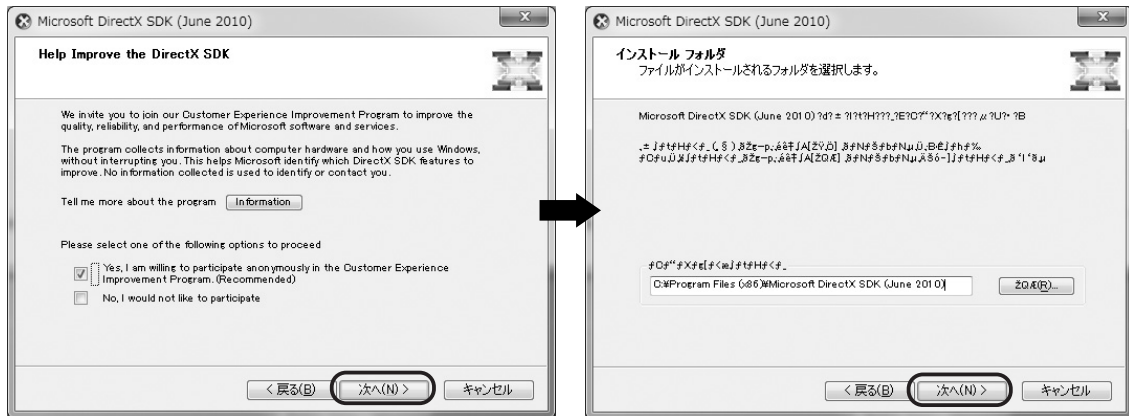 Microsoft DirectX SDK (June 2010)
Help Improve the DirectX SDK
We invite you to join our Customer Experience Improvement Program to improve the
quality, reliability, and performance of Microsoft software and services.
The program collects information about computer hardware and how you use Windows,
without interrupting you. This helps Microsoft identify which DirectX SDK features to
improve. No information collected is used to identify or contact you.
Tell me more about the program Information
Please select one of the following options to proceed
Yes, I am willing to participate anonymously in the Customer Experience
Improvement Program. (Recommended)
No, I would not like to participate
< 戻る(B) 次へ(N) > キャンセル
Microsoft DirectX SDK (June 2010)
インストール フォルダ
ファイルがインストールされるフォルダを選択します。
Microsoft DirectX SDK (June 2010)
C:¥Program Files (x86)¥Microsoft DirectX SDK (June 2010)
ŽQÆ(R)...
< 戻る(B) 次へ(N) > キャンセル